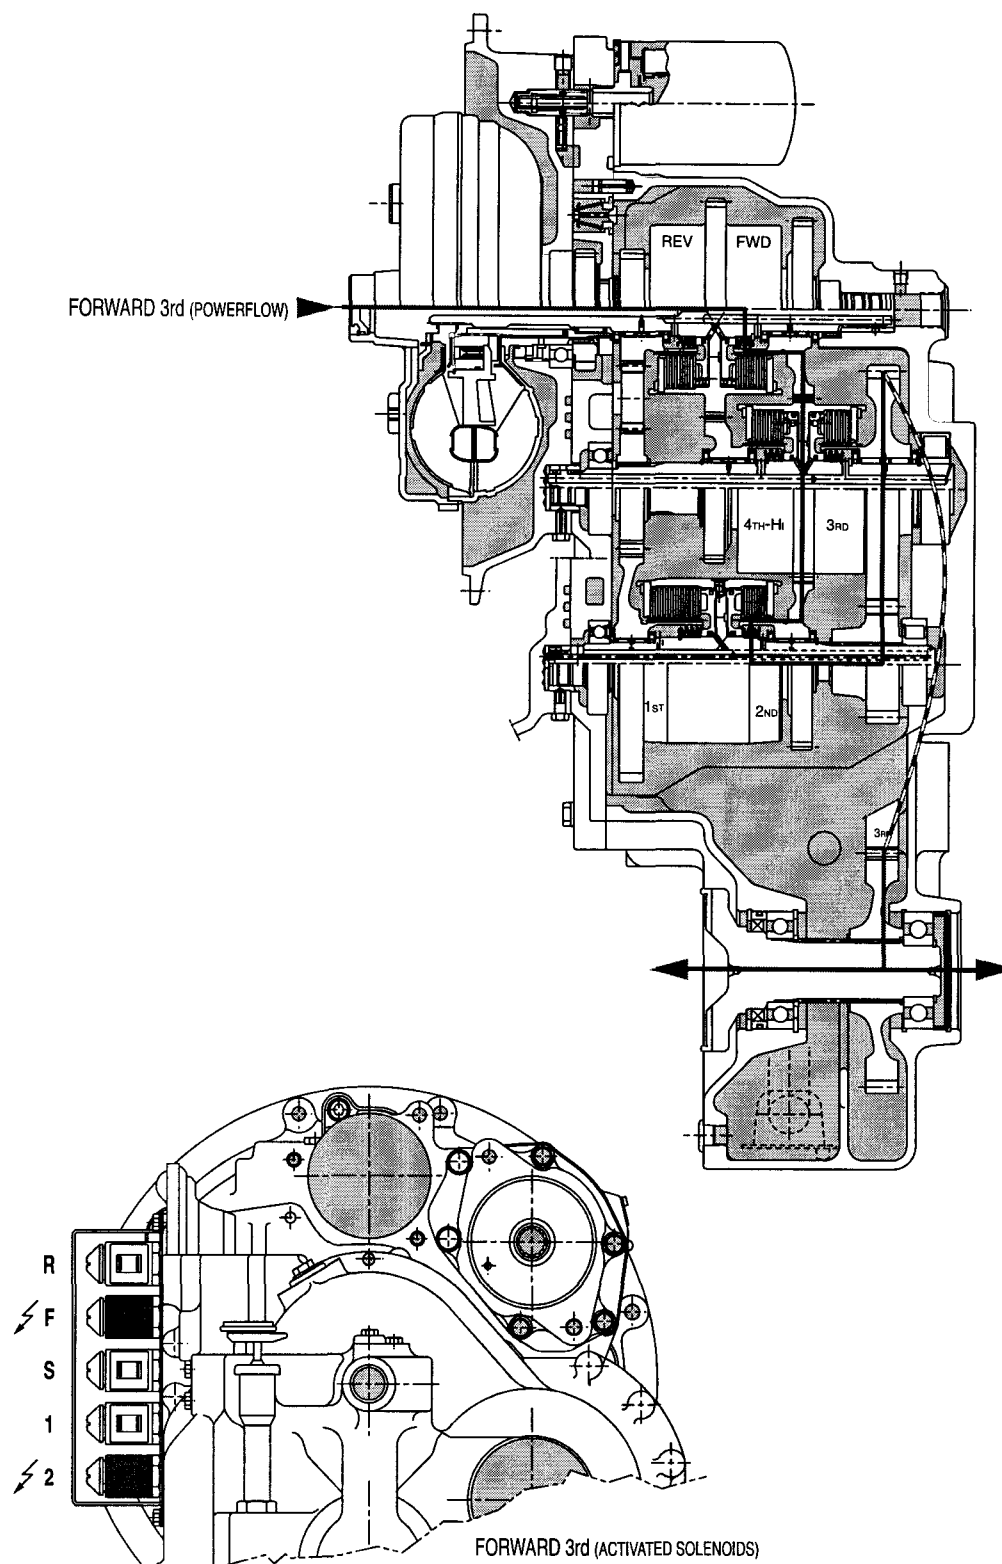 REV FWD
FORWARD 3rd (POWERFLOW)
4TH-HI 3RD
1ST 2ND
R
F
S
1
2
FORWARD 3rd (ACTIVATED SOLENOIDS)